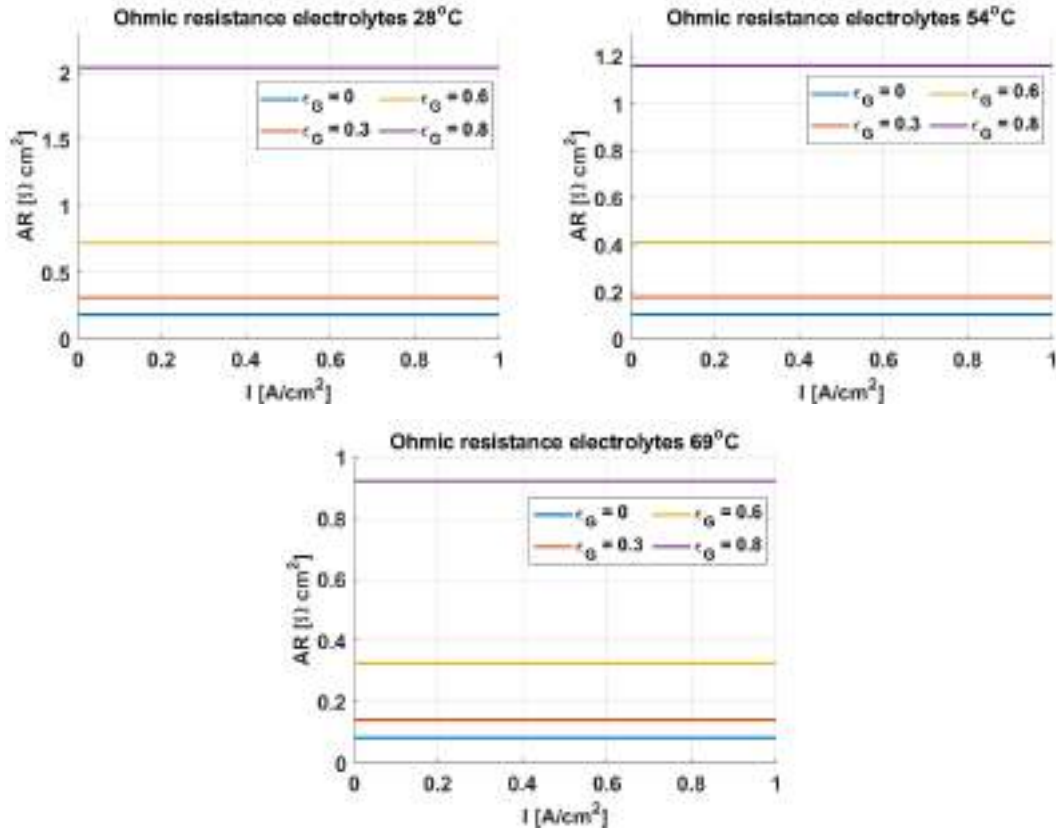 Ohmic resistance electrolytes 28°C
AR [Ω cm²]
2
1.5
1
0.5
0
ϵ_G = 0
ϵ_G = 0.6
ϵ_G = 0.3
ϵ_G = 0.8
0 0.2 0.4 0.6 0.8 1
I [A/cm²]
Ohmic resistance electrolytes 54°C
AR [Ω cm²]
1.2
1
0.8
0.6
0.4
0.2
0
ϵ_G = 0
ϵ_G = 0.6
ϵ_G = 0.3
ϵ_G = 0.8
0 0.2 0.4 0.6 0.8 1
I [A/cm²]
Ohmic resistance electrolytes 69°C
AR [Ω cm²]
1
0.8
0.6
0.4
0.2
0
ϵ_G = 0
ϵ_G = 0.6
ϵ_G = 0.3
ϵ_G = 0.8
0 0.2 0.4 0.6 0.8 1
I [A/cm²]